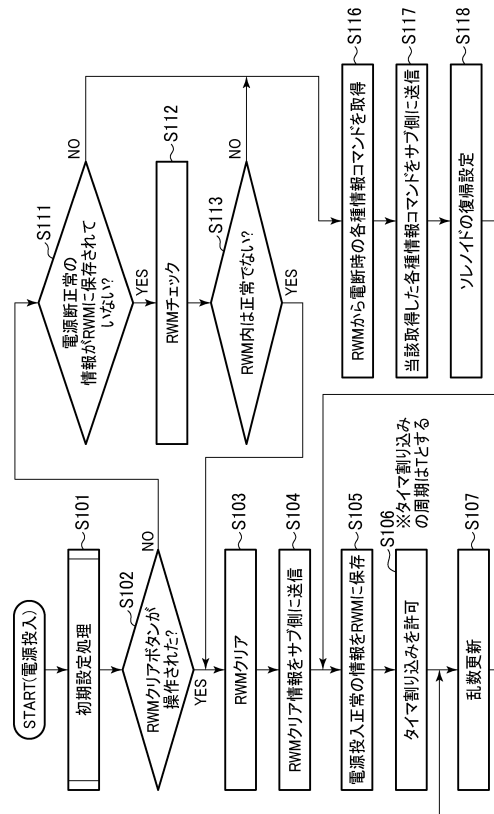 START(電源投入)
S101
初期設定処理
S102
RWMクリアボタンが
操作された?
NO
YES
S103
RWMクリア
S104
RWMクリア情報をサブ側に送信
S105
電源投入正常の情報をRWMに保存
S106
※タイマ割り込み
の周期はTとする
タイマ割り込みを許可
S107
乱数更新
S111
電源断正常の
情報がRWMに保存されて
いない?
NO
YES
S112
RWMチェック
S113
RWM内は正常でない?
NO
YES
S116
RWMから電断時の各種情報コマンドを取得
S117
当該取得した各種情報コマンドをサブ側に送信
S118
ソレノイドの復帰設定